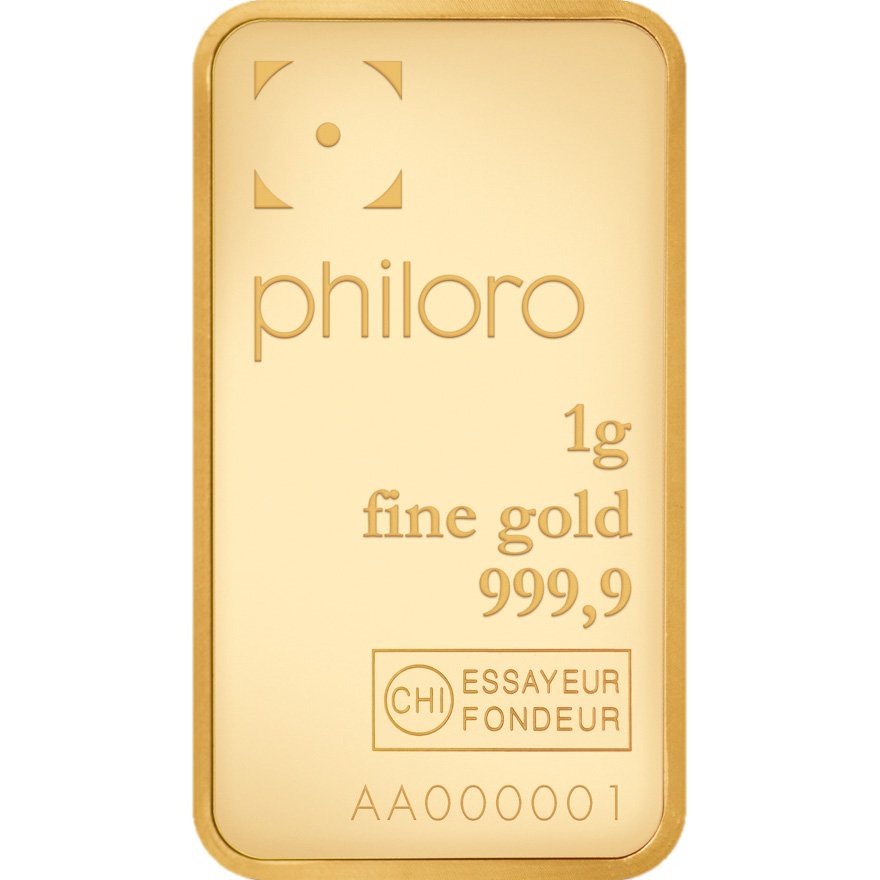 philoro
1g
fine gold
999,9
CHI ESSAYEUR
FONDEUR
AA000001